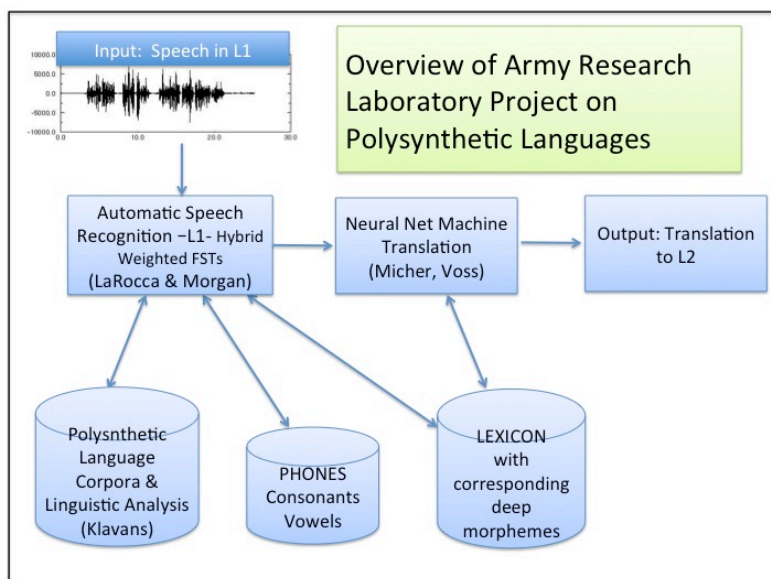 Input: Speech in L1
10000.0
5000.0
0.0
-5000.0
-10000.0
0.0
10.0
20.0
30.0
Overview of Army Research
Laboratory Project on
Polysynthetic Languages
Automatic Speech
Recognition –L1- Hybrid
Weighted FSTs
(LaRocca & Morgan)
Neural Net Machine
Translation
(Micher, Voss)
Output: Translation
to L2
Polysnthetic
Language
Corpora &
Linguistic Analysis
(Klavans)
PHONES
Consonants
Vowels
LEXICON
with
corresponding
deep
morphemes